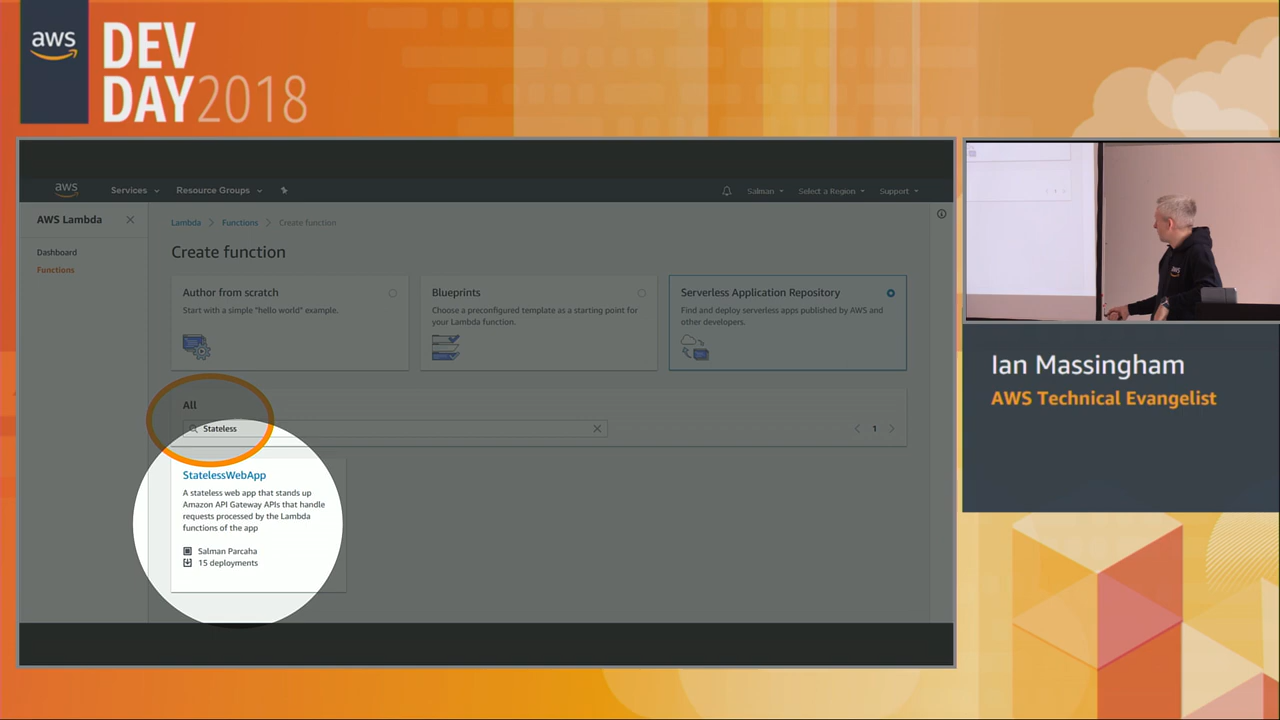 aws
DEV
DAY2018
aws
Services
Resource Groups
Salman
Select a Region
Support
AWS Lambda
Dashboard
Functions
Lambda
Functions
Create function
Create function
Author from scratch
Start with a simple "hello world" example.
Blueprints
Choose a preconfigured template as a starting point for
your Lambda function.
Serverless Application Repository
Find and deploy serverless apps published by AWS and
other developers.
All
Stateless
1
StatelessWebApp
A stateless web app that stands up
Amazon API Gateway APIs that handle
requests processed by the Lambda
functions of the app
Salman Parcaha
15 deployments
aws
Ian Massingham
AWS Technical Evangelist